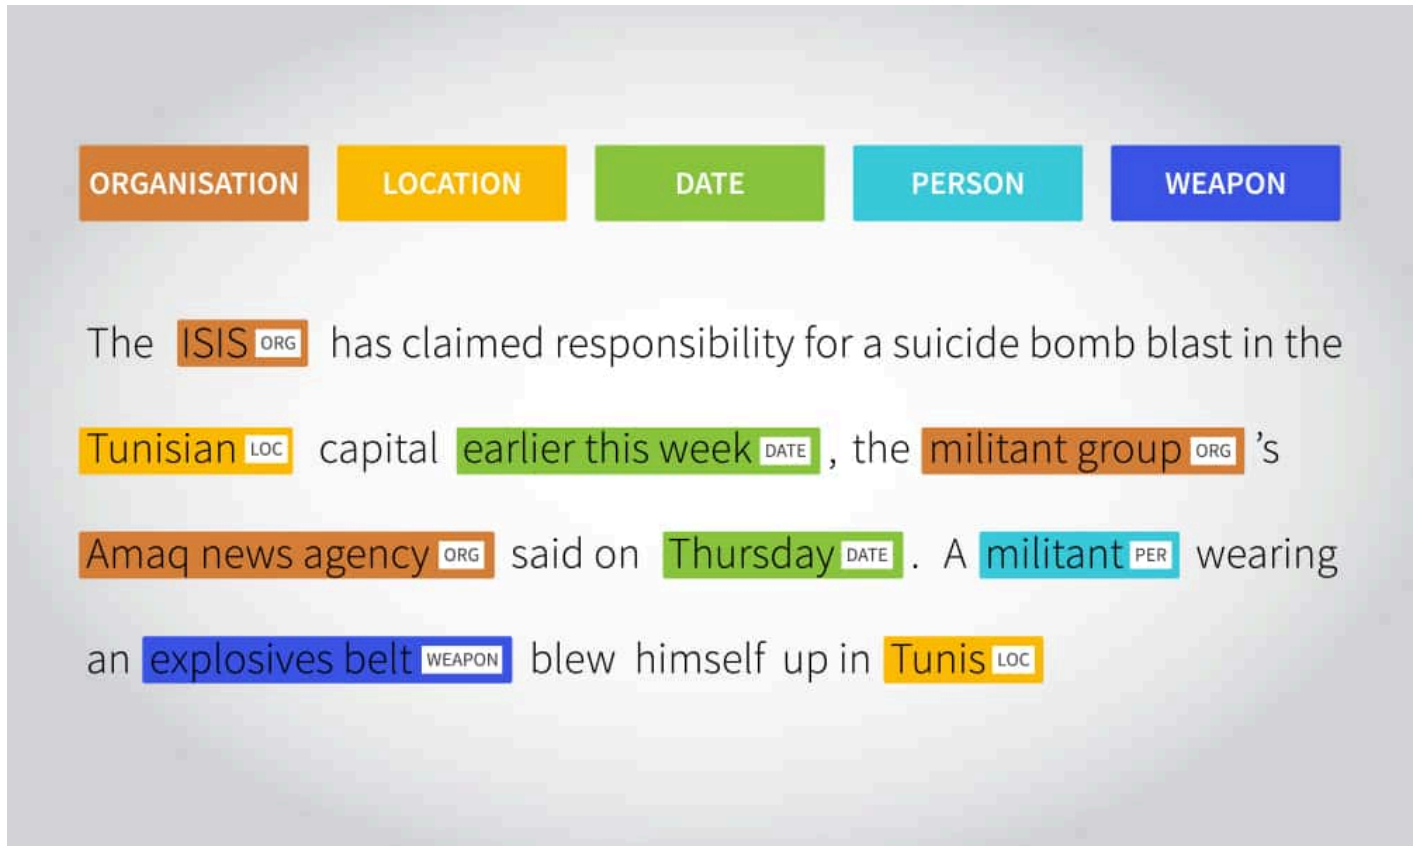 ORGANISATION LOCATION DATE PERSON WEAPON
The ISIS ORG has claimed responsibility for a suicide bomb blast in the
Tunisian LOC capital earlier this week DATE , the militant group ORG 's
Amaq news agency ORG said on Thursday DATE . A militant PER wearing
an explosives belt WEAPON blew himself up in Tunis LOC